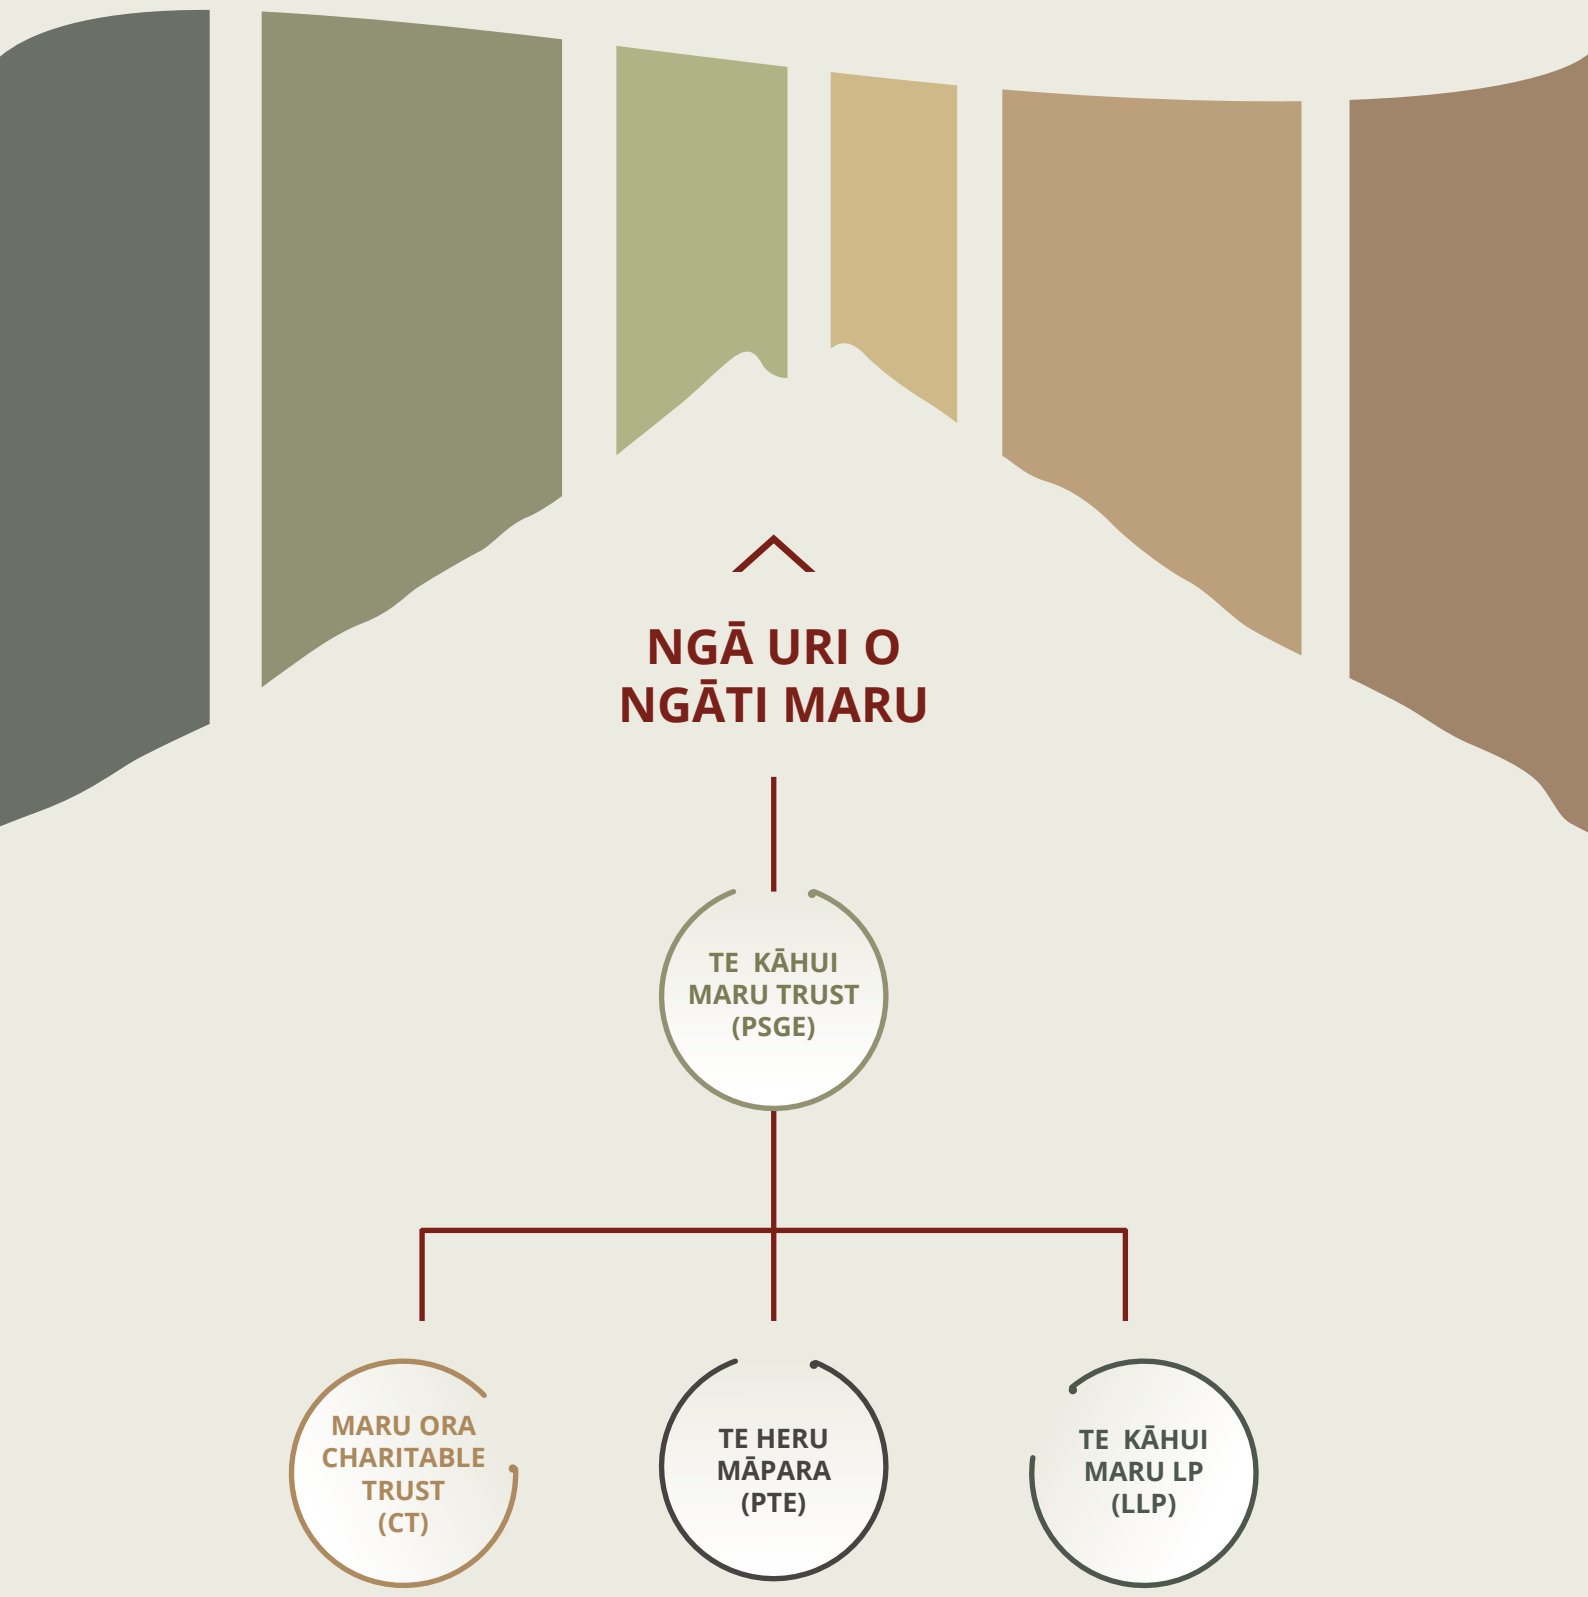 NGĀ URI O
NGĀTI MARU
TE KĀHUI
MARU TRUST
(PSGE)
MARU ORA
CHARITABLE
TRUST
(CT)
TE HERU
MĀPARA
(PTE)
TE KĀHUI
MARU LP
(LLP)